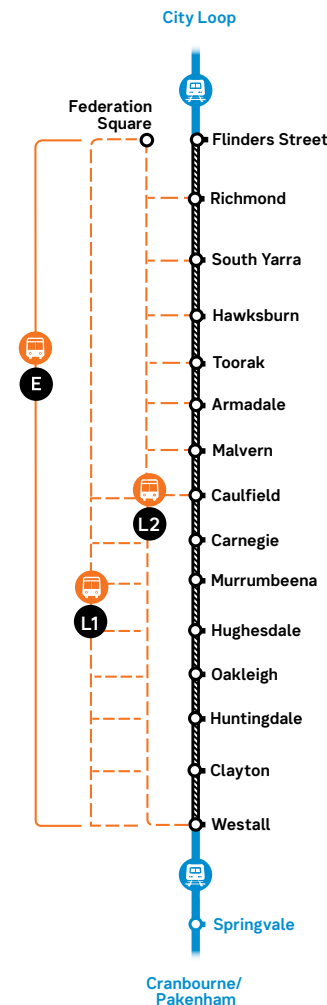 City Loop
Federation
Square
Flinders Street
Richmond
South Yarra
Hawksburn
Toorak
E
Armadale
Malvern
Caulfield
L2
Carnegie
Murrumbeena
L1
Hughesdale
Oakleigh
Huntingdale
Clayton
Westall
Springvale
Cranbourne/
Pakenham